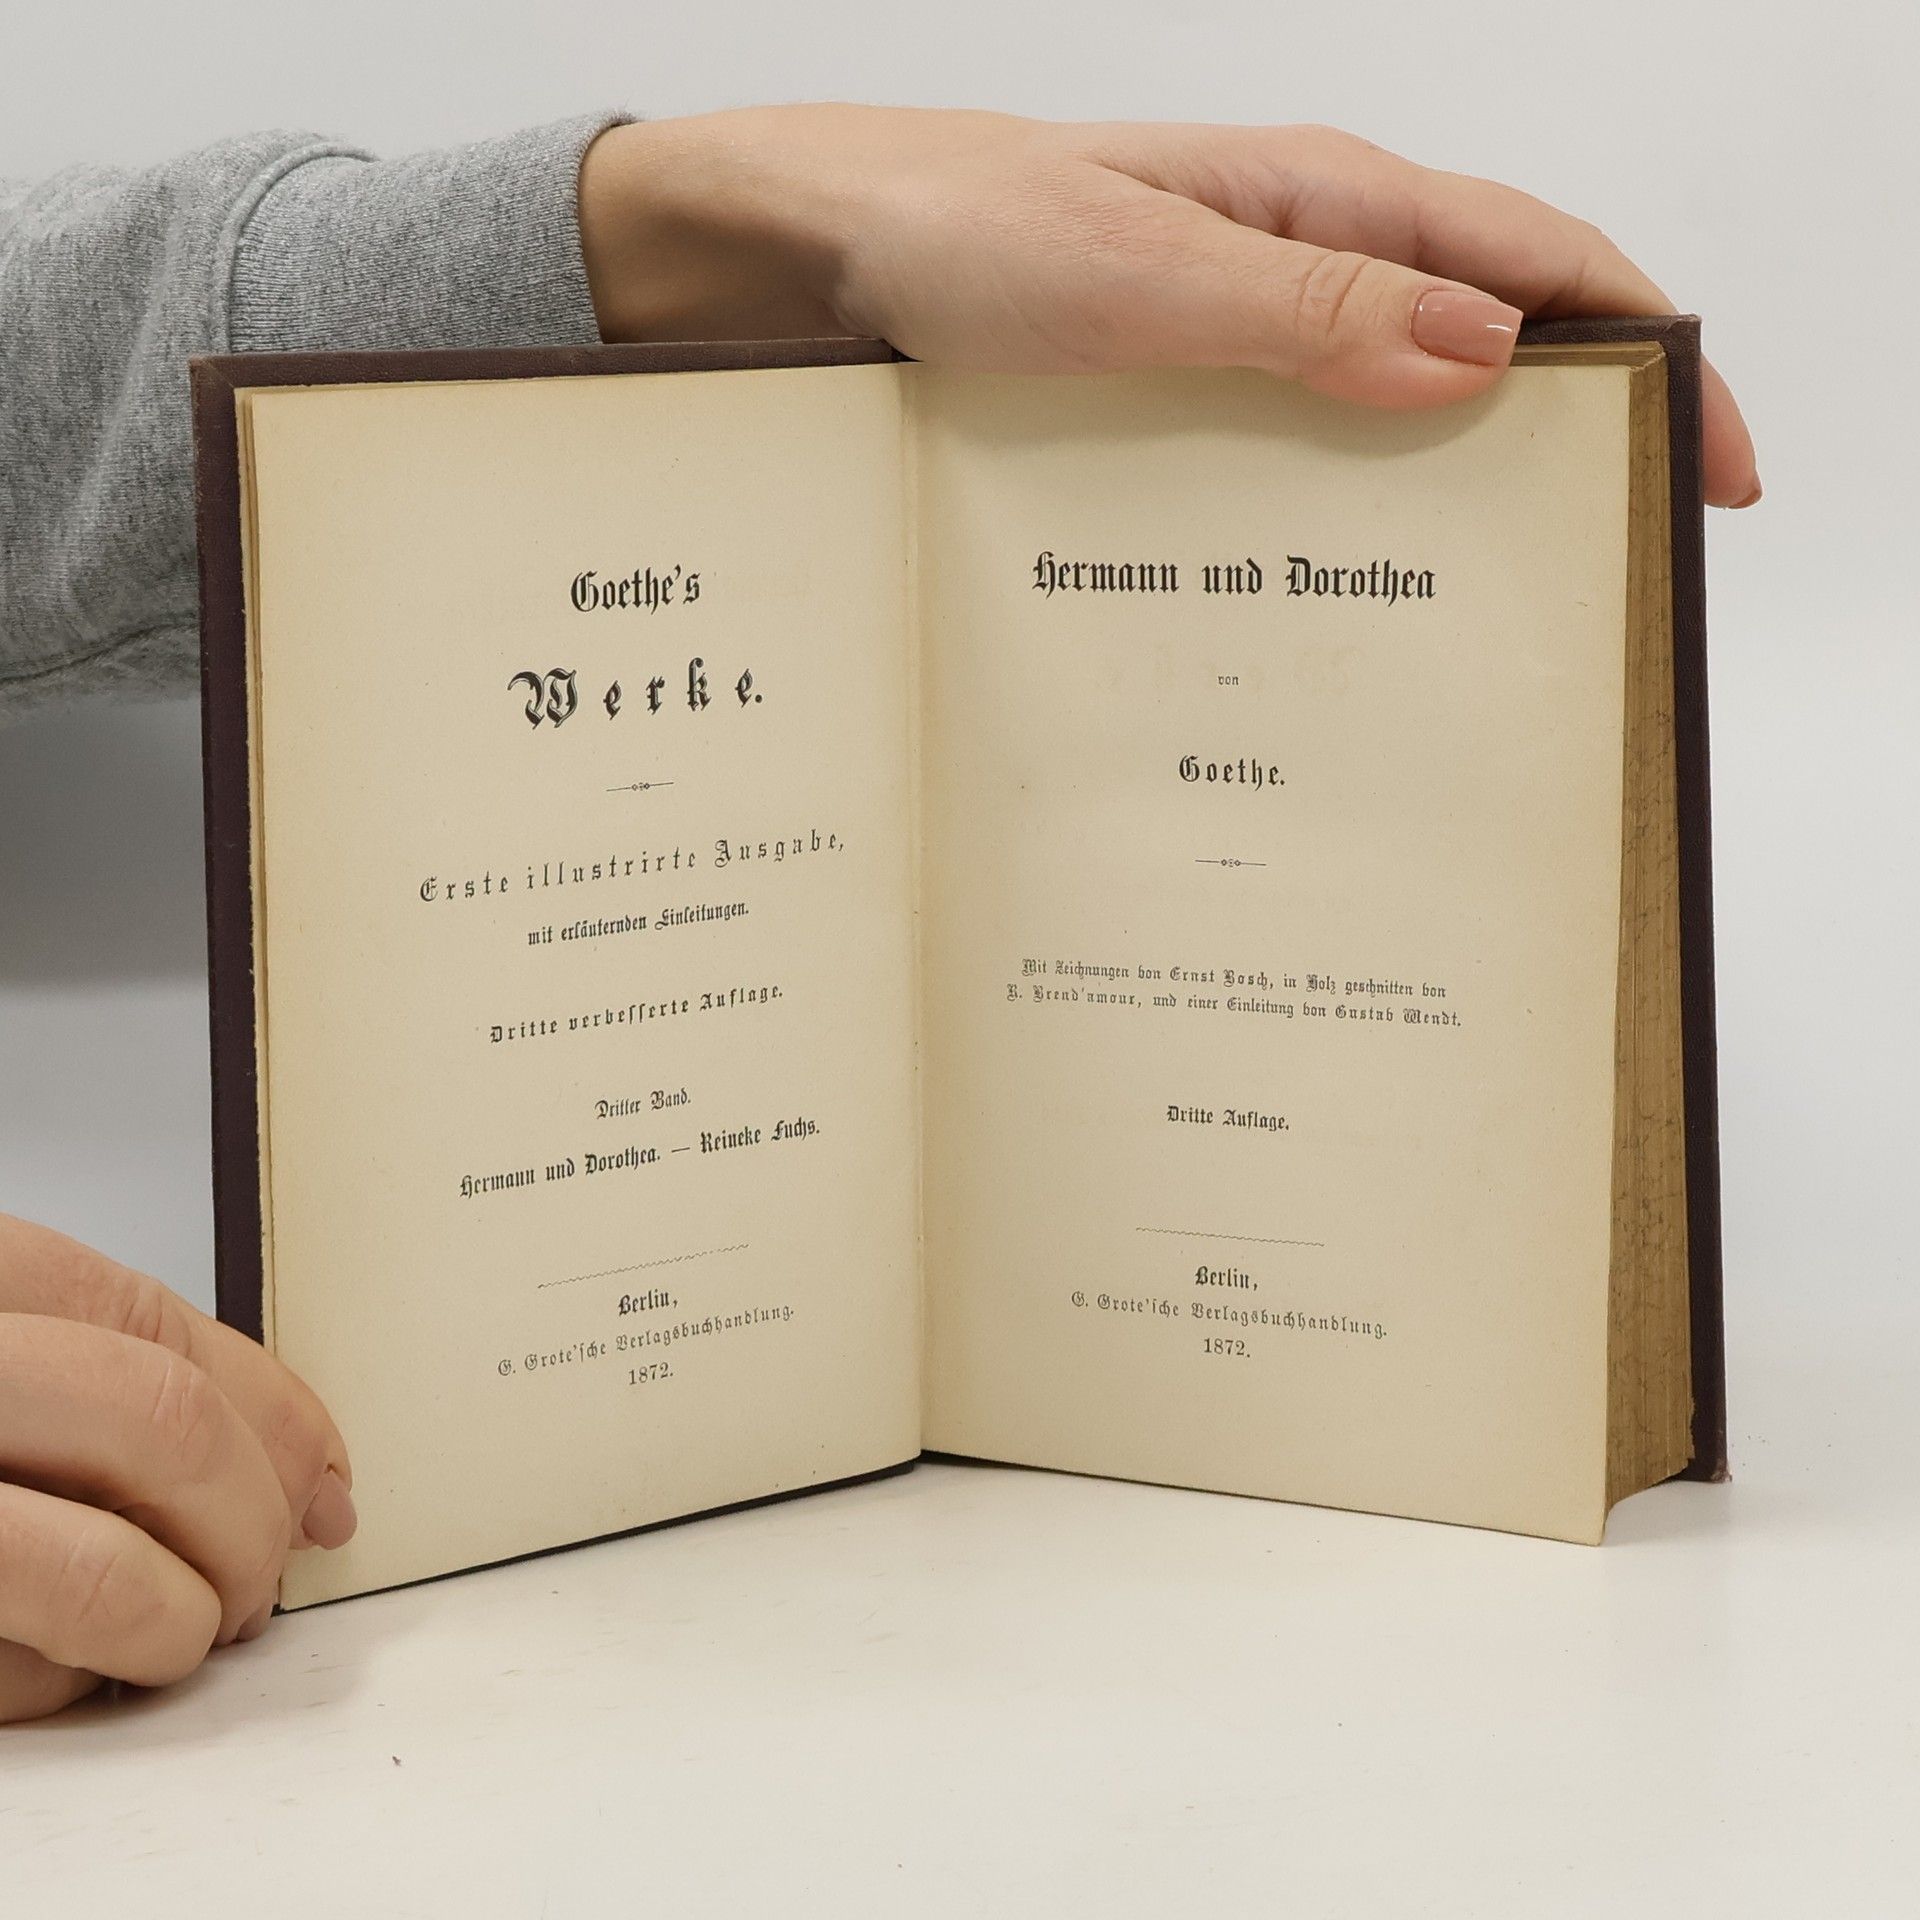 Goethe's
Werke.
Erste illustrirte Ausgabe,
mit erläuternden Einleitungen.
Dritte verbesserte Auflage.
Dritter Band.
Hermann und Dorothea. — Reineke Fuchs.
Berlin,
G. Grote'sche Verlagsbuchhandlung.
1872.
Hermann und Dorothea
von
Goethe.
Mit Zeichnungen von Ernst Bosch, in Holz geschnitten von
R. Brend'amour, und einer Einleitung von Gustav Wendt.
Dritte Auflage.
Berlin,
G. Grote'sche Verlagsbuchhandlung.
1872.